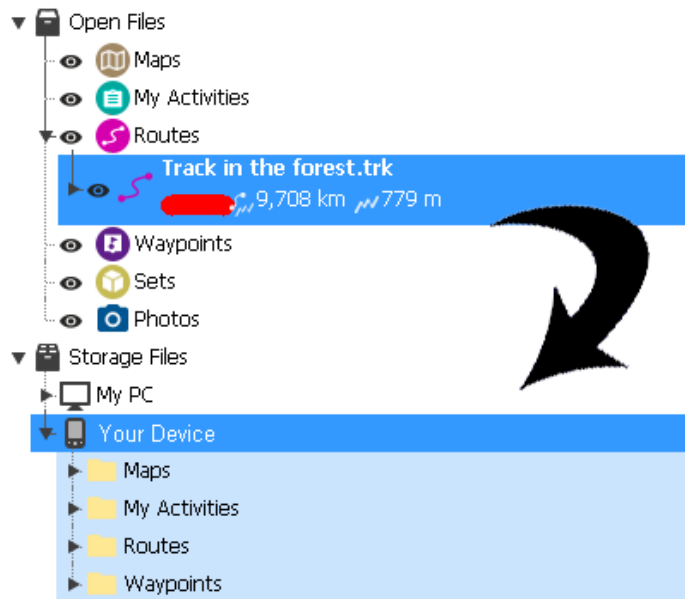 Open Files
Maps
My Activities
Routes
Track in the forest.trk
9,708 km 779 m
Waypoints
Sets
Photos
Storage Files
My PC
Your Device
Maps
My Activities
Routes
Waypoints